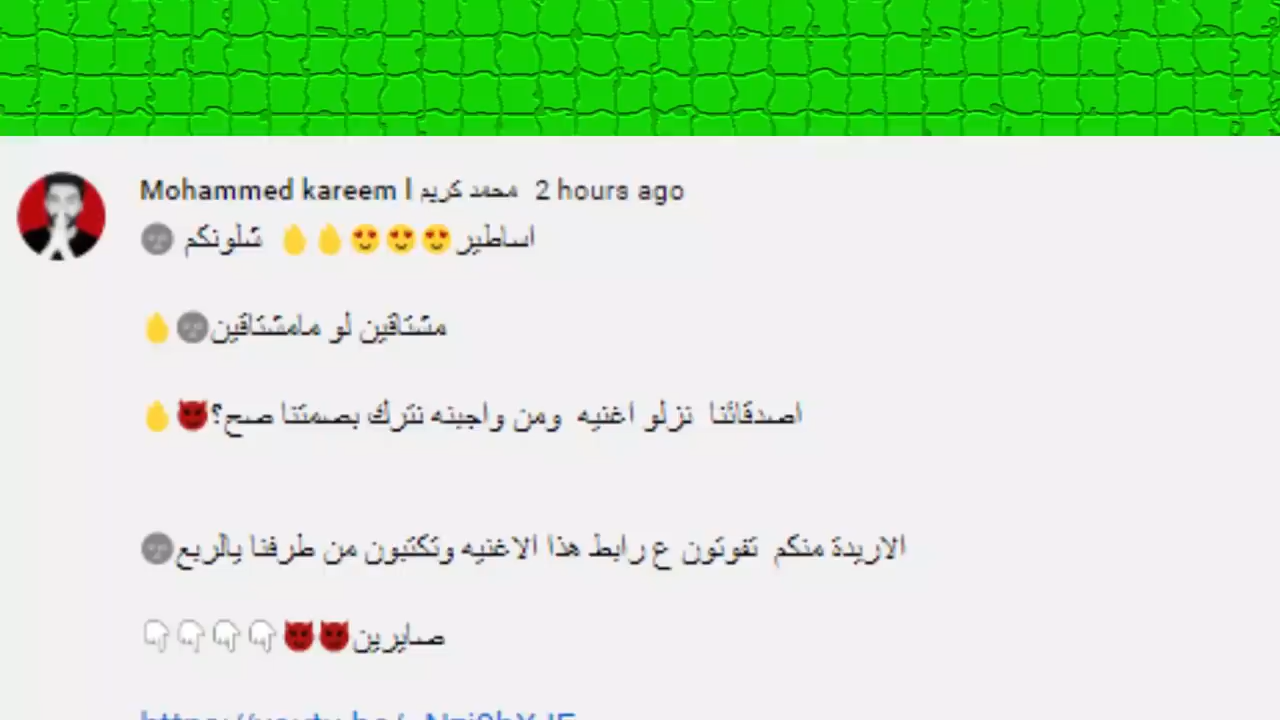 Mohammed kareem l محمد كريم 2 hours ago
اساطير😍😍😍✋✋ شلونكم 🌚
مشتاقين لو مامشتاقين🌚✋
اصدقائنا نزلو اغنيه ومن واجبنه نترك بصمتنا صح؟😈✋
الاريدة منكم تفوتون ع رابط هذا الاغنيه وتكتبون من طرفنا يالربع🌚
صايرين😈😈👇👇👇👇